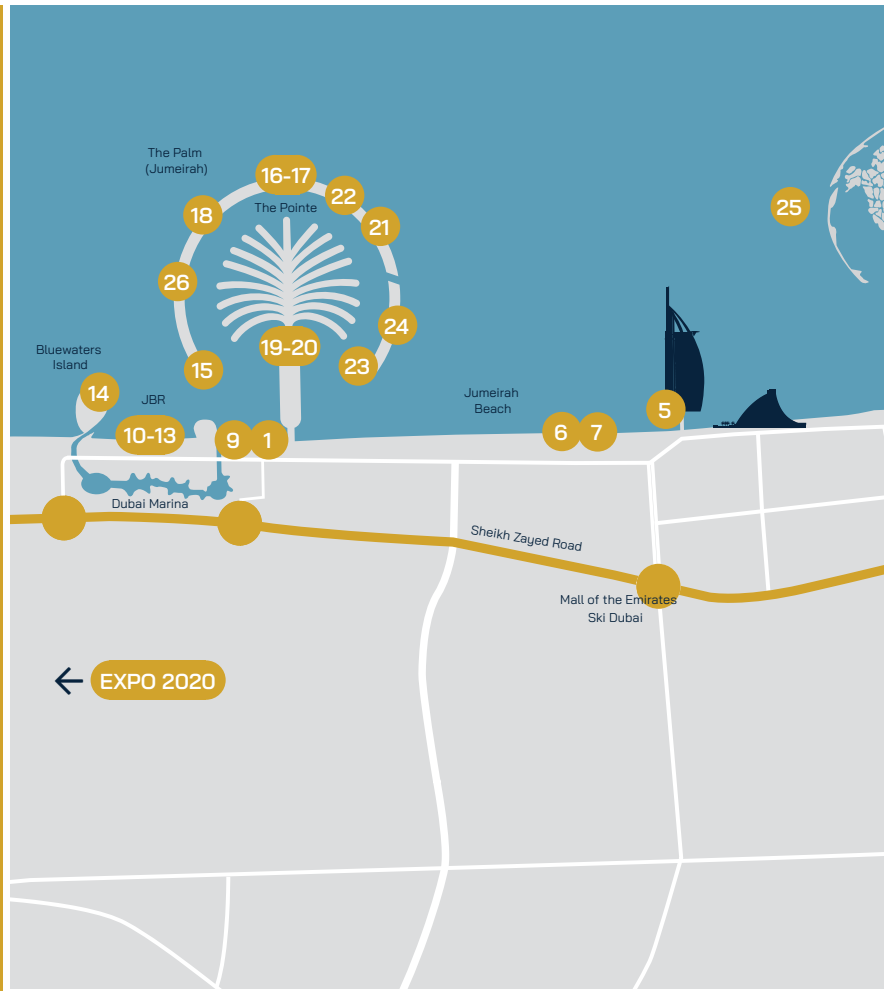 The Palm
(Jumeirah)
16-17
22
The Pointe
18
21
25
26
24
19-20
Bluewaters
Island
15
23
14
JBR
Jumeirah
Beach
5
10-13
9
1
6
7
Dubai Marina
Sheikh Zayed Road
Mall of the Emirates
Ski Dubai
EXPO 2020